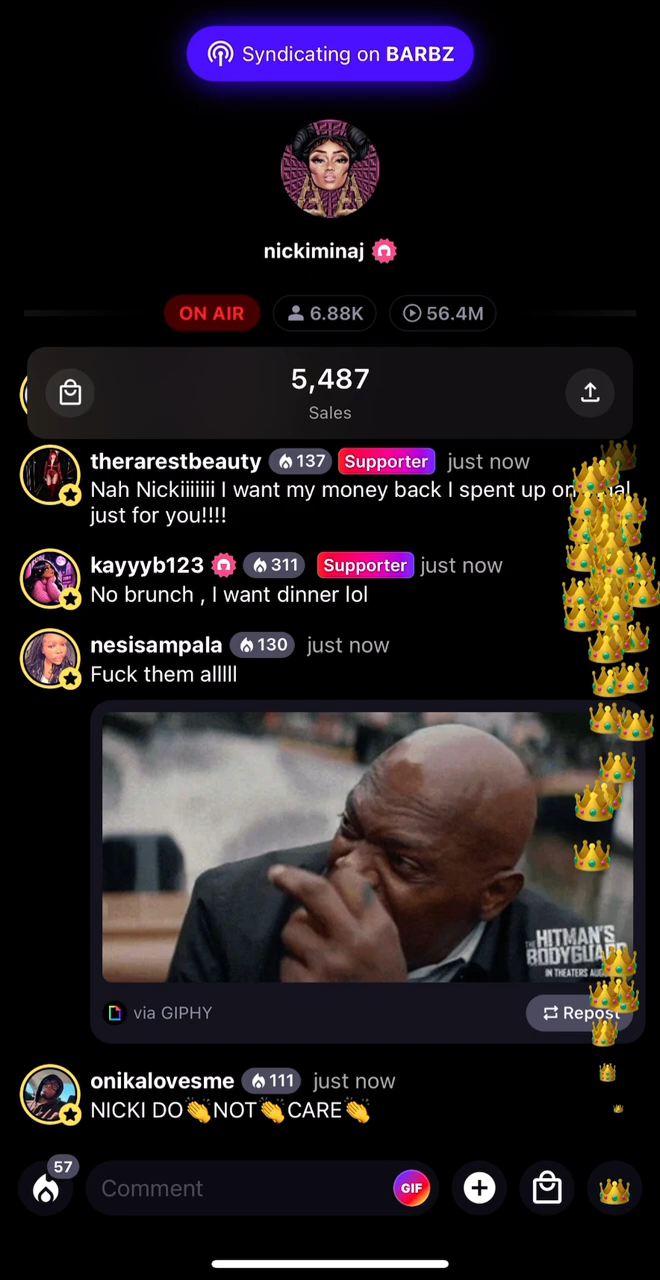 Syndicating on BARBZ
nickiminaj
ON AIR
6.88K
56.4M
5,487
Sales
therarestbeauty 137 Supporter just now
Nah Nickiiiiiii I want my money back I spent up on
just for you!!!!
kayyyb123 311 Supporter just now
No brunch , I want dinner lol
nesisampala 130 just now
Fuck them alllll
THE HITMAN'S
BODYGUARD
IN THEATERS AUG
via GIPHY
Repost
onikalovesme 111 just now
NICKI DO👏NOT👏CARE👏
57
Comment
GIF